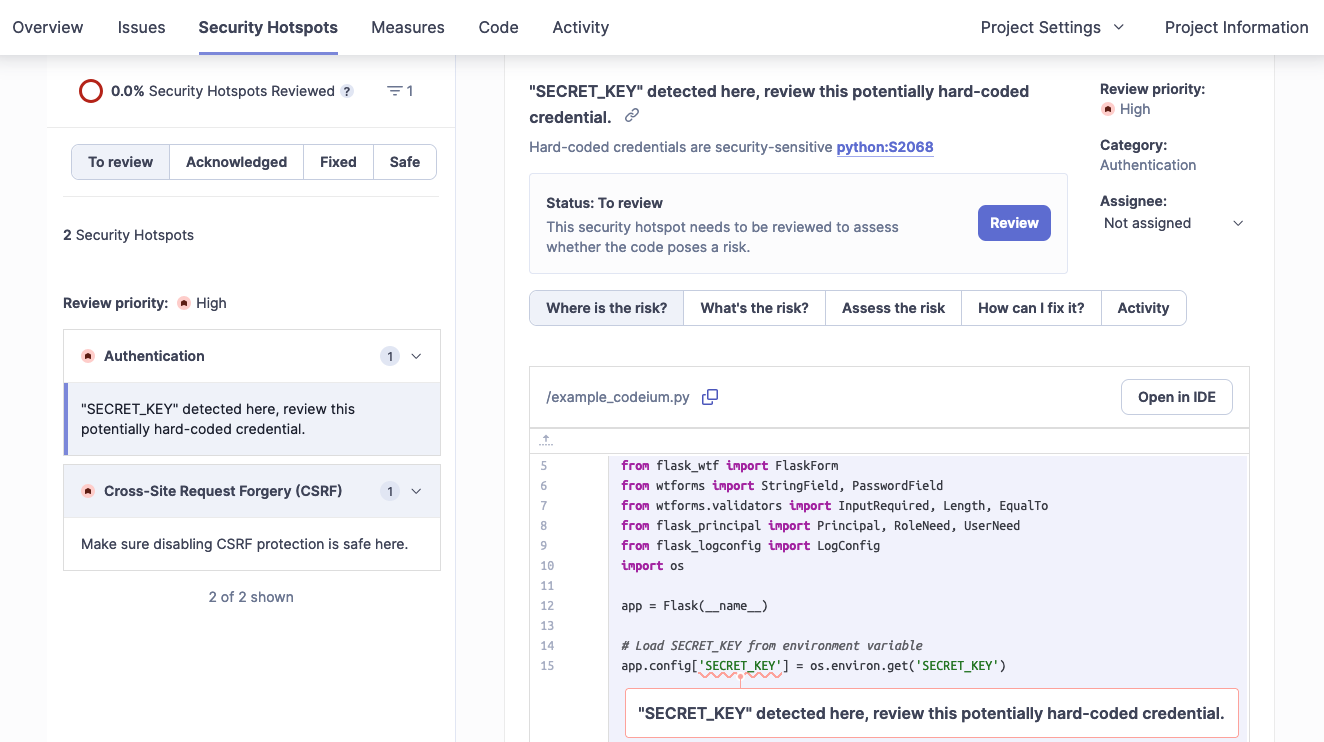 Overview Issues Security Hotspots Measures Code Activity Project Settings Project Information
0.0% Security Hotspots Reviewed ? 1
To review Acknowledged Fixed Safe
2 Security Hotspots
Review priority: High
Authentication 1
"SECRET_KEY" detected here, review this
potentially hard-coded credential.
Cross-Site Request Forgery (CSRF) 1
Make sure disabling CSRF protection is safe here.
2 of 2 shown
"SECRET_KEY" detected here, review this potentially hard-coded
credential.
Hard-coded credentials are security-sensitive python:S2068
Status: To review
This security hotspot needs to be reviewed to assess
whether the code poses a risk.
Review
Review priority:
High
Category:
Authentication
Assignee:
Not assigned
Where is the risk? What's the risk? Assess the risk How can I fix it? Activity
/example_codeium.py Open in IDE
5 from flask_wtf import FlaskForm
6 from wtforms import StringField, PasswordField
7 from wtforms.validators import InputRequired, Length, EqualTo
8 from flask_principal import Principal, RoleNeed, UserNeed
9 from flask_logconfig import LogConfig
10 import os
11
12 app = Flask(__name__)
13
14 # Load SECRET_KEY from environment variable
15 app.config['SECRET_KEY'] = os.environ.get('SECRET_KEY')
"SECRET_KEY" detected here, review this potentially hard-coded credential.